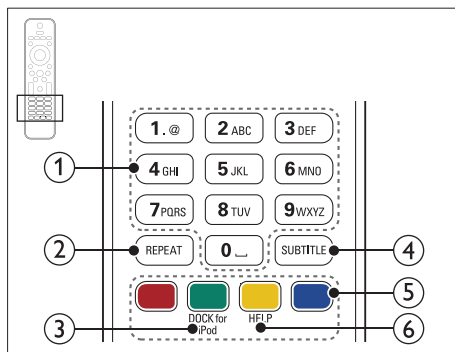 1 . @ 2 ABC 3 DEF
1 4 GHI 5 JKL 6 MNO
7 PQRS 8 TUV 9 WXYZ
2 REPEAT 0 SUBTITLE 4
5
3 DOCK for iPod HELP 6